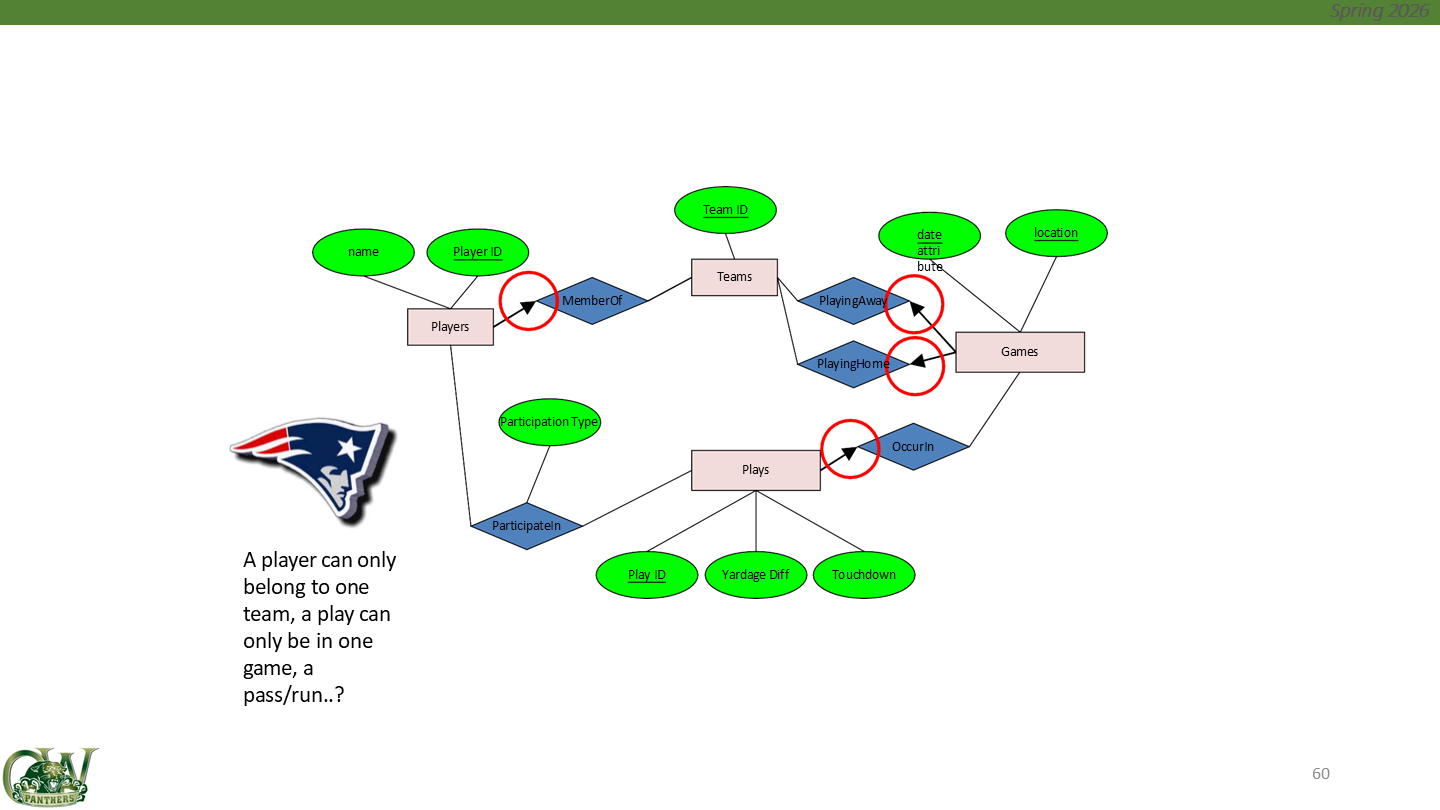 Spring 2026
Team ID
name
Player ID
date
attri
bute
location
Teams
MemberOf
PlayingAway
Players
PlayingHome
Games
Participation Type
OccurIn
Plays
ParticipateIn
Play ID
Yardage Diff
Touchdown
A player can only
belong to one
team, a play can
only be in one
game, a
pass/run..?
OW
PANTHERS
60